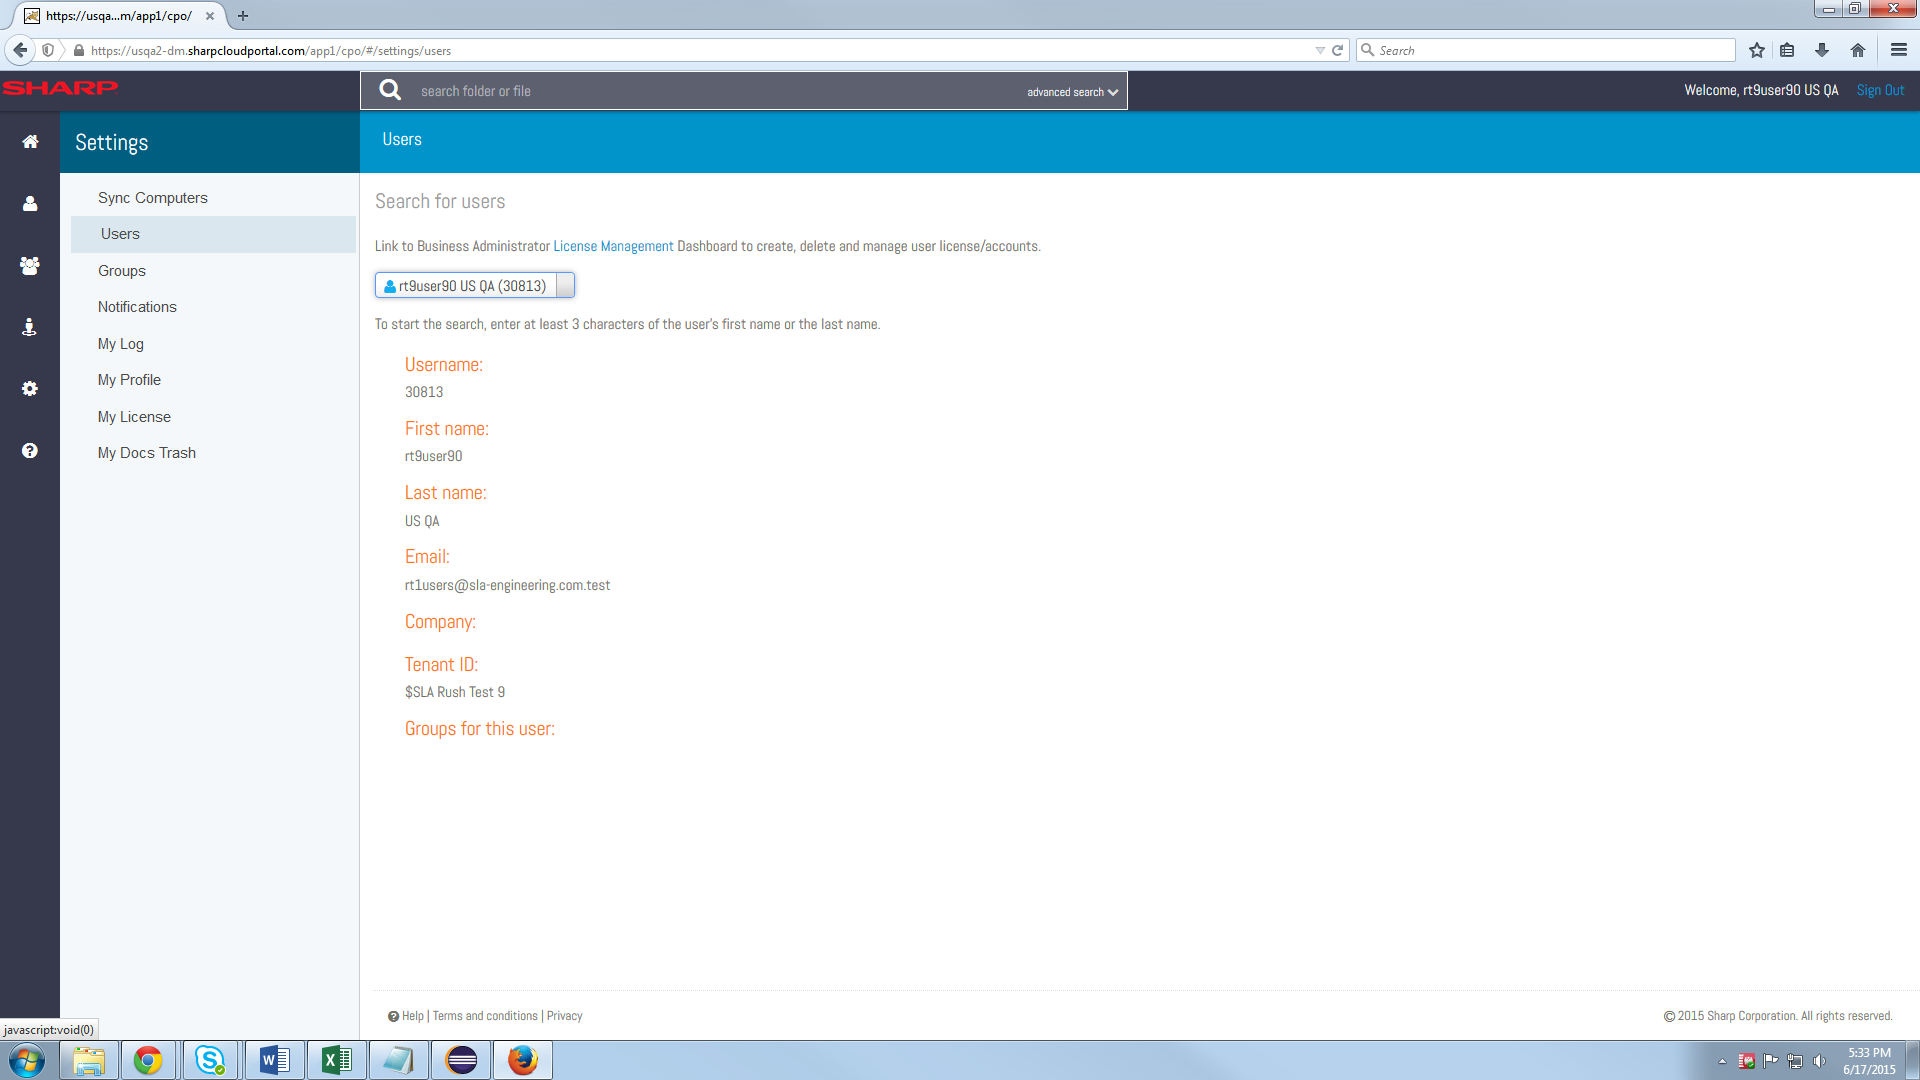 https://usqa...m/app1/cpo/
https://usqa2-dm.sharpcloudportal.com/app1/cpo/#/settings/users
Search
SHARP
search folder or file
advanced search
Welcome, rt9user90 US QA
Sign Out
Settings
Users
Sync Computers
Users
Groups
Notifications
My Log
My Profile
My License
My Docs Trash
Search for users
Link to Business Administrator License Management Dashboard to create, delete and manage user license/accounts.
rt9user90 US QA (30813)
To start the search, enter at least 3 characters of the user's first name or the last name.
Username:
30813
First name:
rt9user90
Last name:
US QA
Email:
rt1users@sla-engineering.com.test
Company:
Tenant ID:
$SLA Rush Test 9
Groups for this user:
Help | Terms and conditions | Privacy
© 2015 Sharp Corporation. All rights reserved.
javascript:void(0)
5:33 PM
6/17/2015